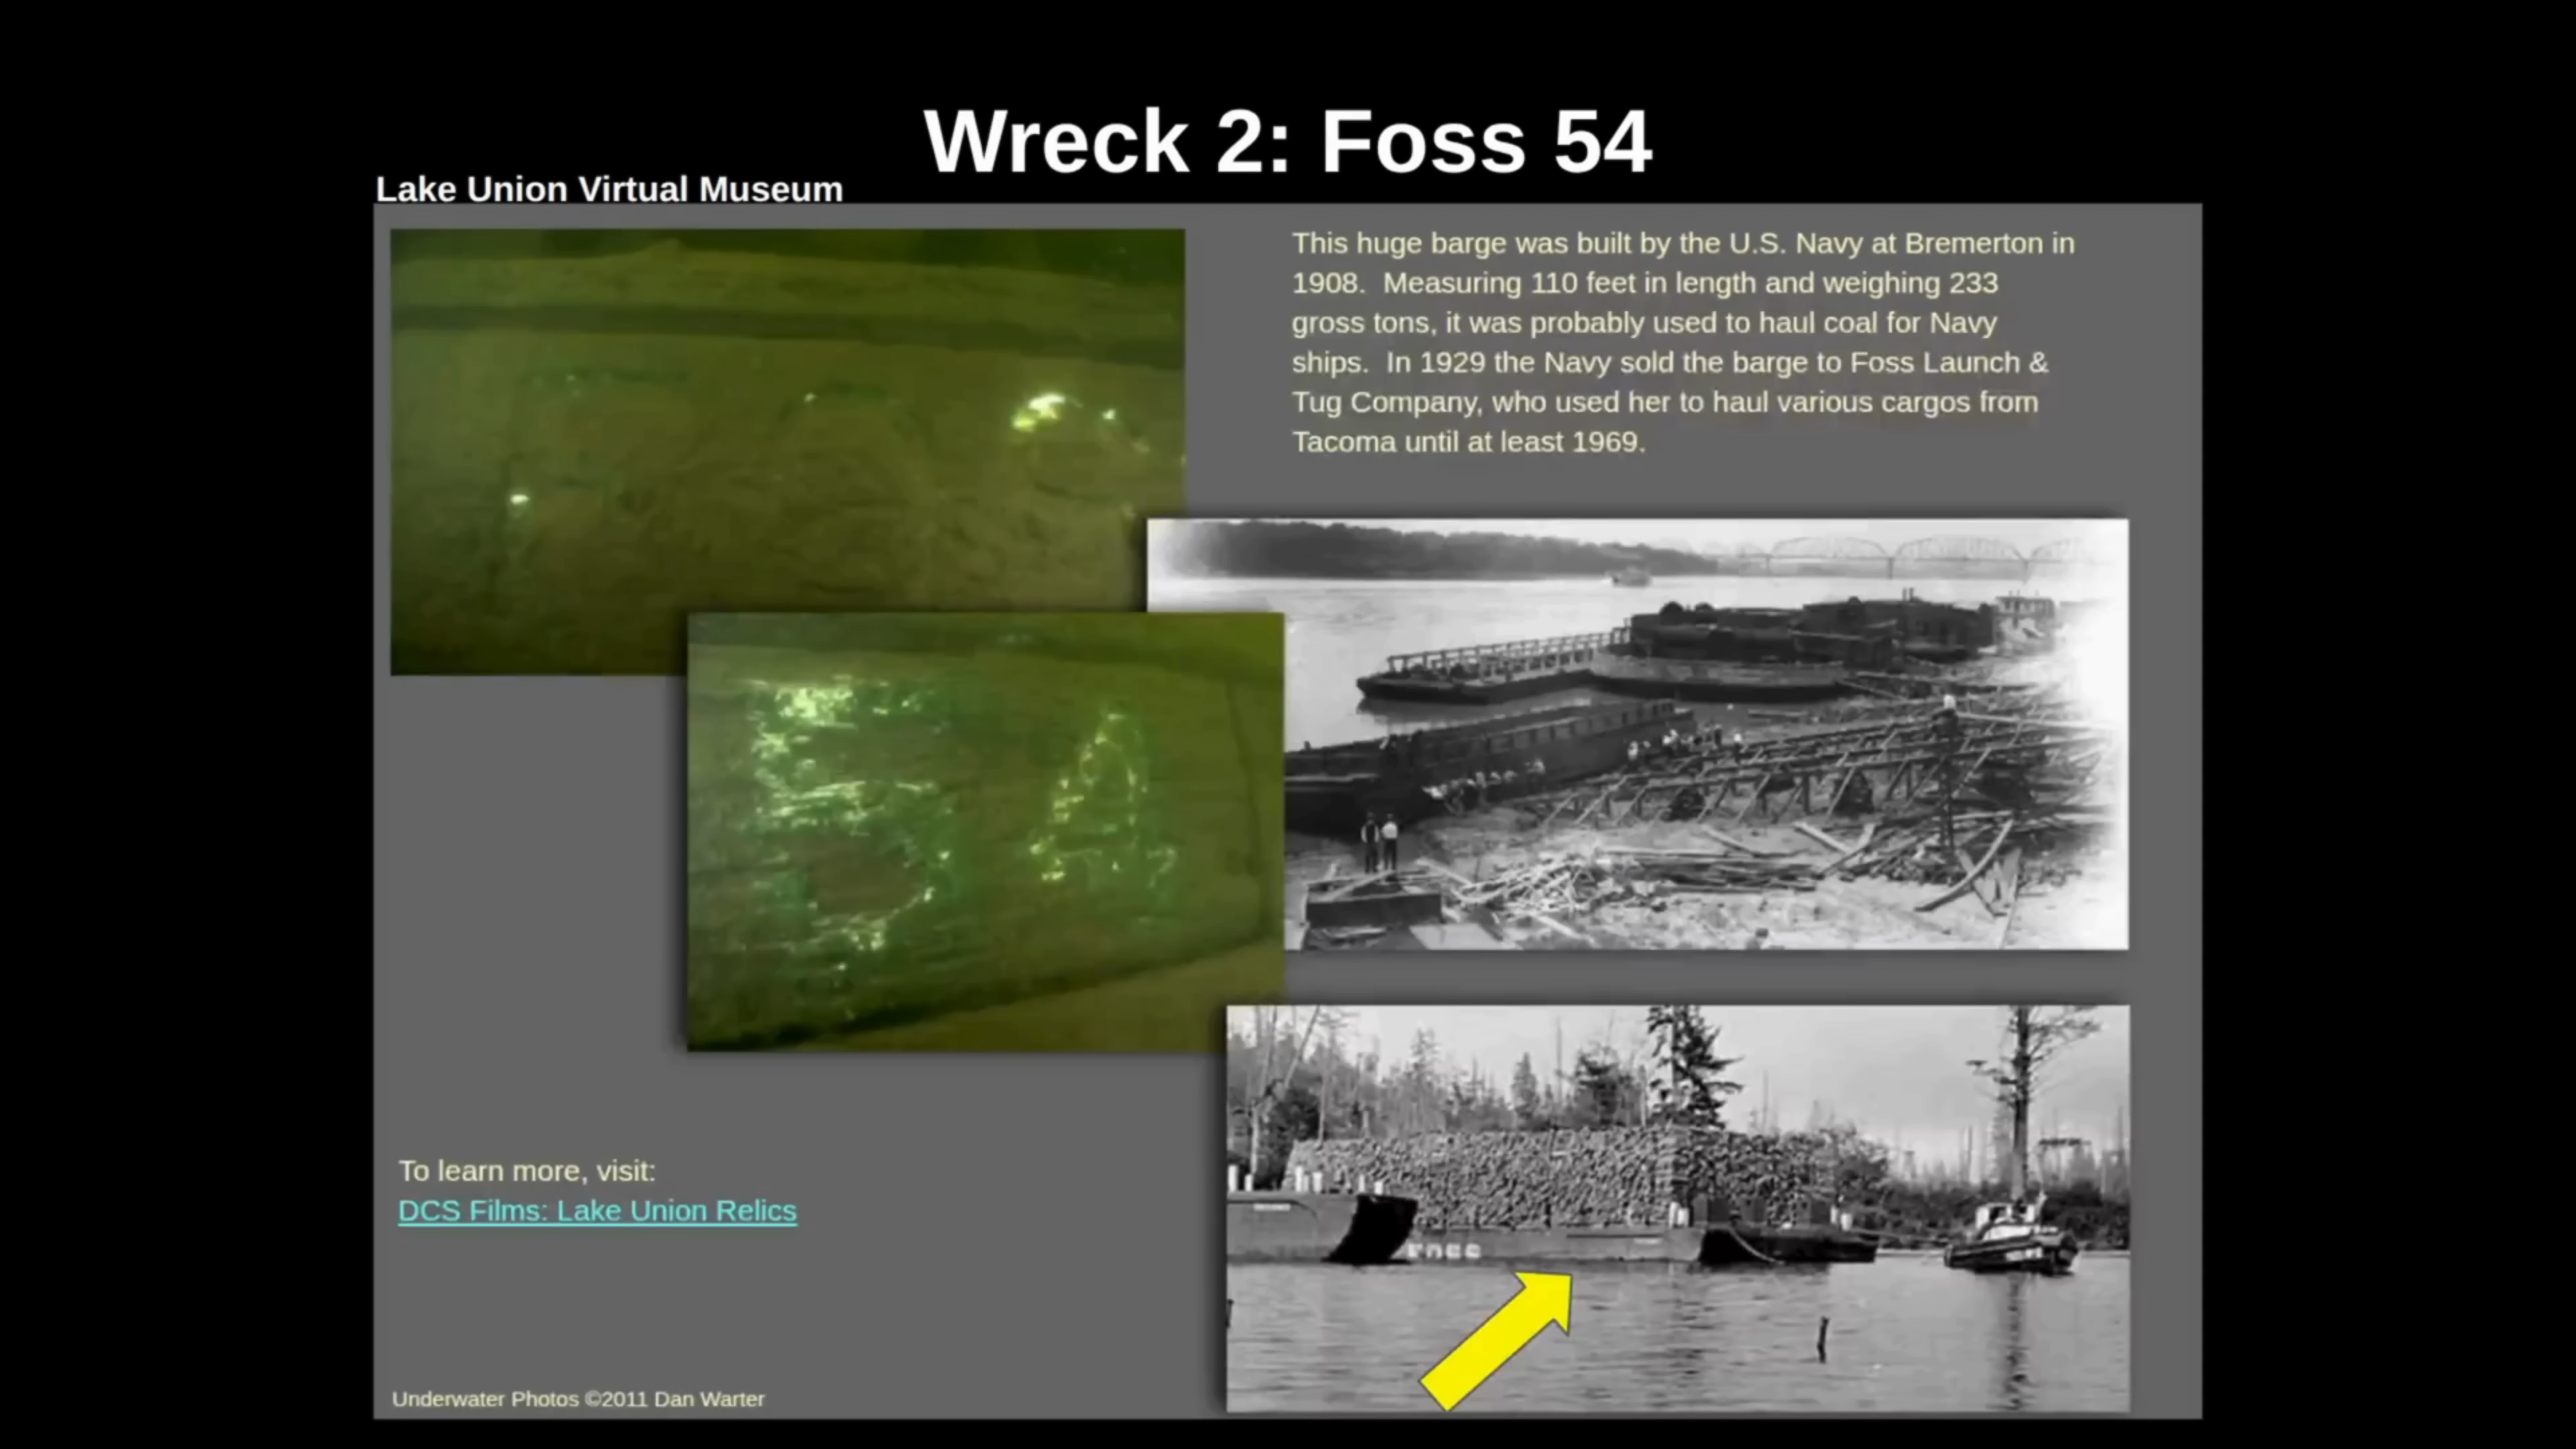 Wreck 2: Foss 54
Lake Union Virtual Museum
This huge barge was built by the U.S. Navy at Bremerton in
1908.  Measuring 110 feet in length and weighing 233
gross tons, it was probably used to haul coal for Navy
ships.  In 1929 the Navy sold the barge to Foss Launch &
Tug Company, who used her to haul various cargos from
Tacoma until at least 1969.
54
FOSS
To learn more, visit:
DCS Films: Lake Union Relics
Underwater Photos ©2011 Dan Warter